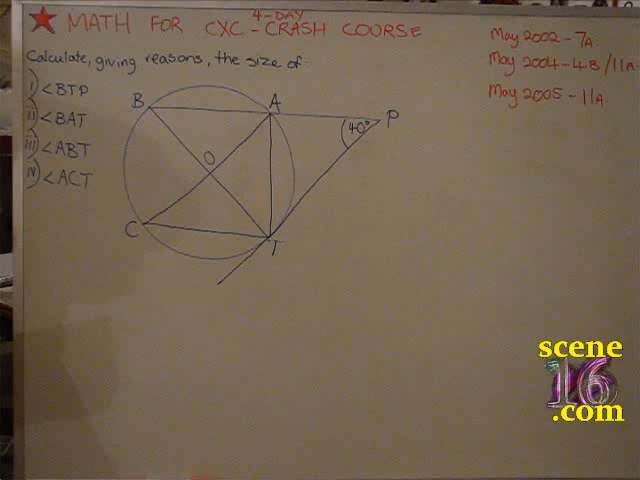 4-DAY
★ MATH FOR CXC - CRASH COURSE
Calculate, giving reasons, the size of:
i) <BTP
ii) <BAT
iii) <ABT
iv) <ACT
May 2002 - 7A
May 2004 - 4B / 11A
May 2005 - 11A
B
A
P
40°
O
C
T
scene
16
.com